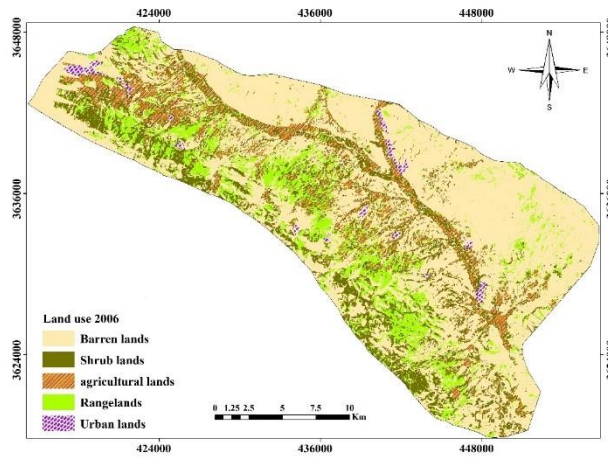 424000 436000 448000
3648000
N
W E
S
3636000
3624000
Land use 2006
Barren lands
Shrub lands
agricultural lands
Rangelands
Urban lands
0 1.25 2.5 5 7.5 10
Km
424000 436000 448000